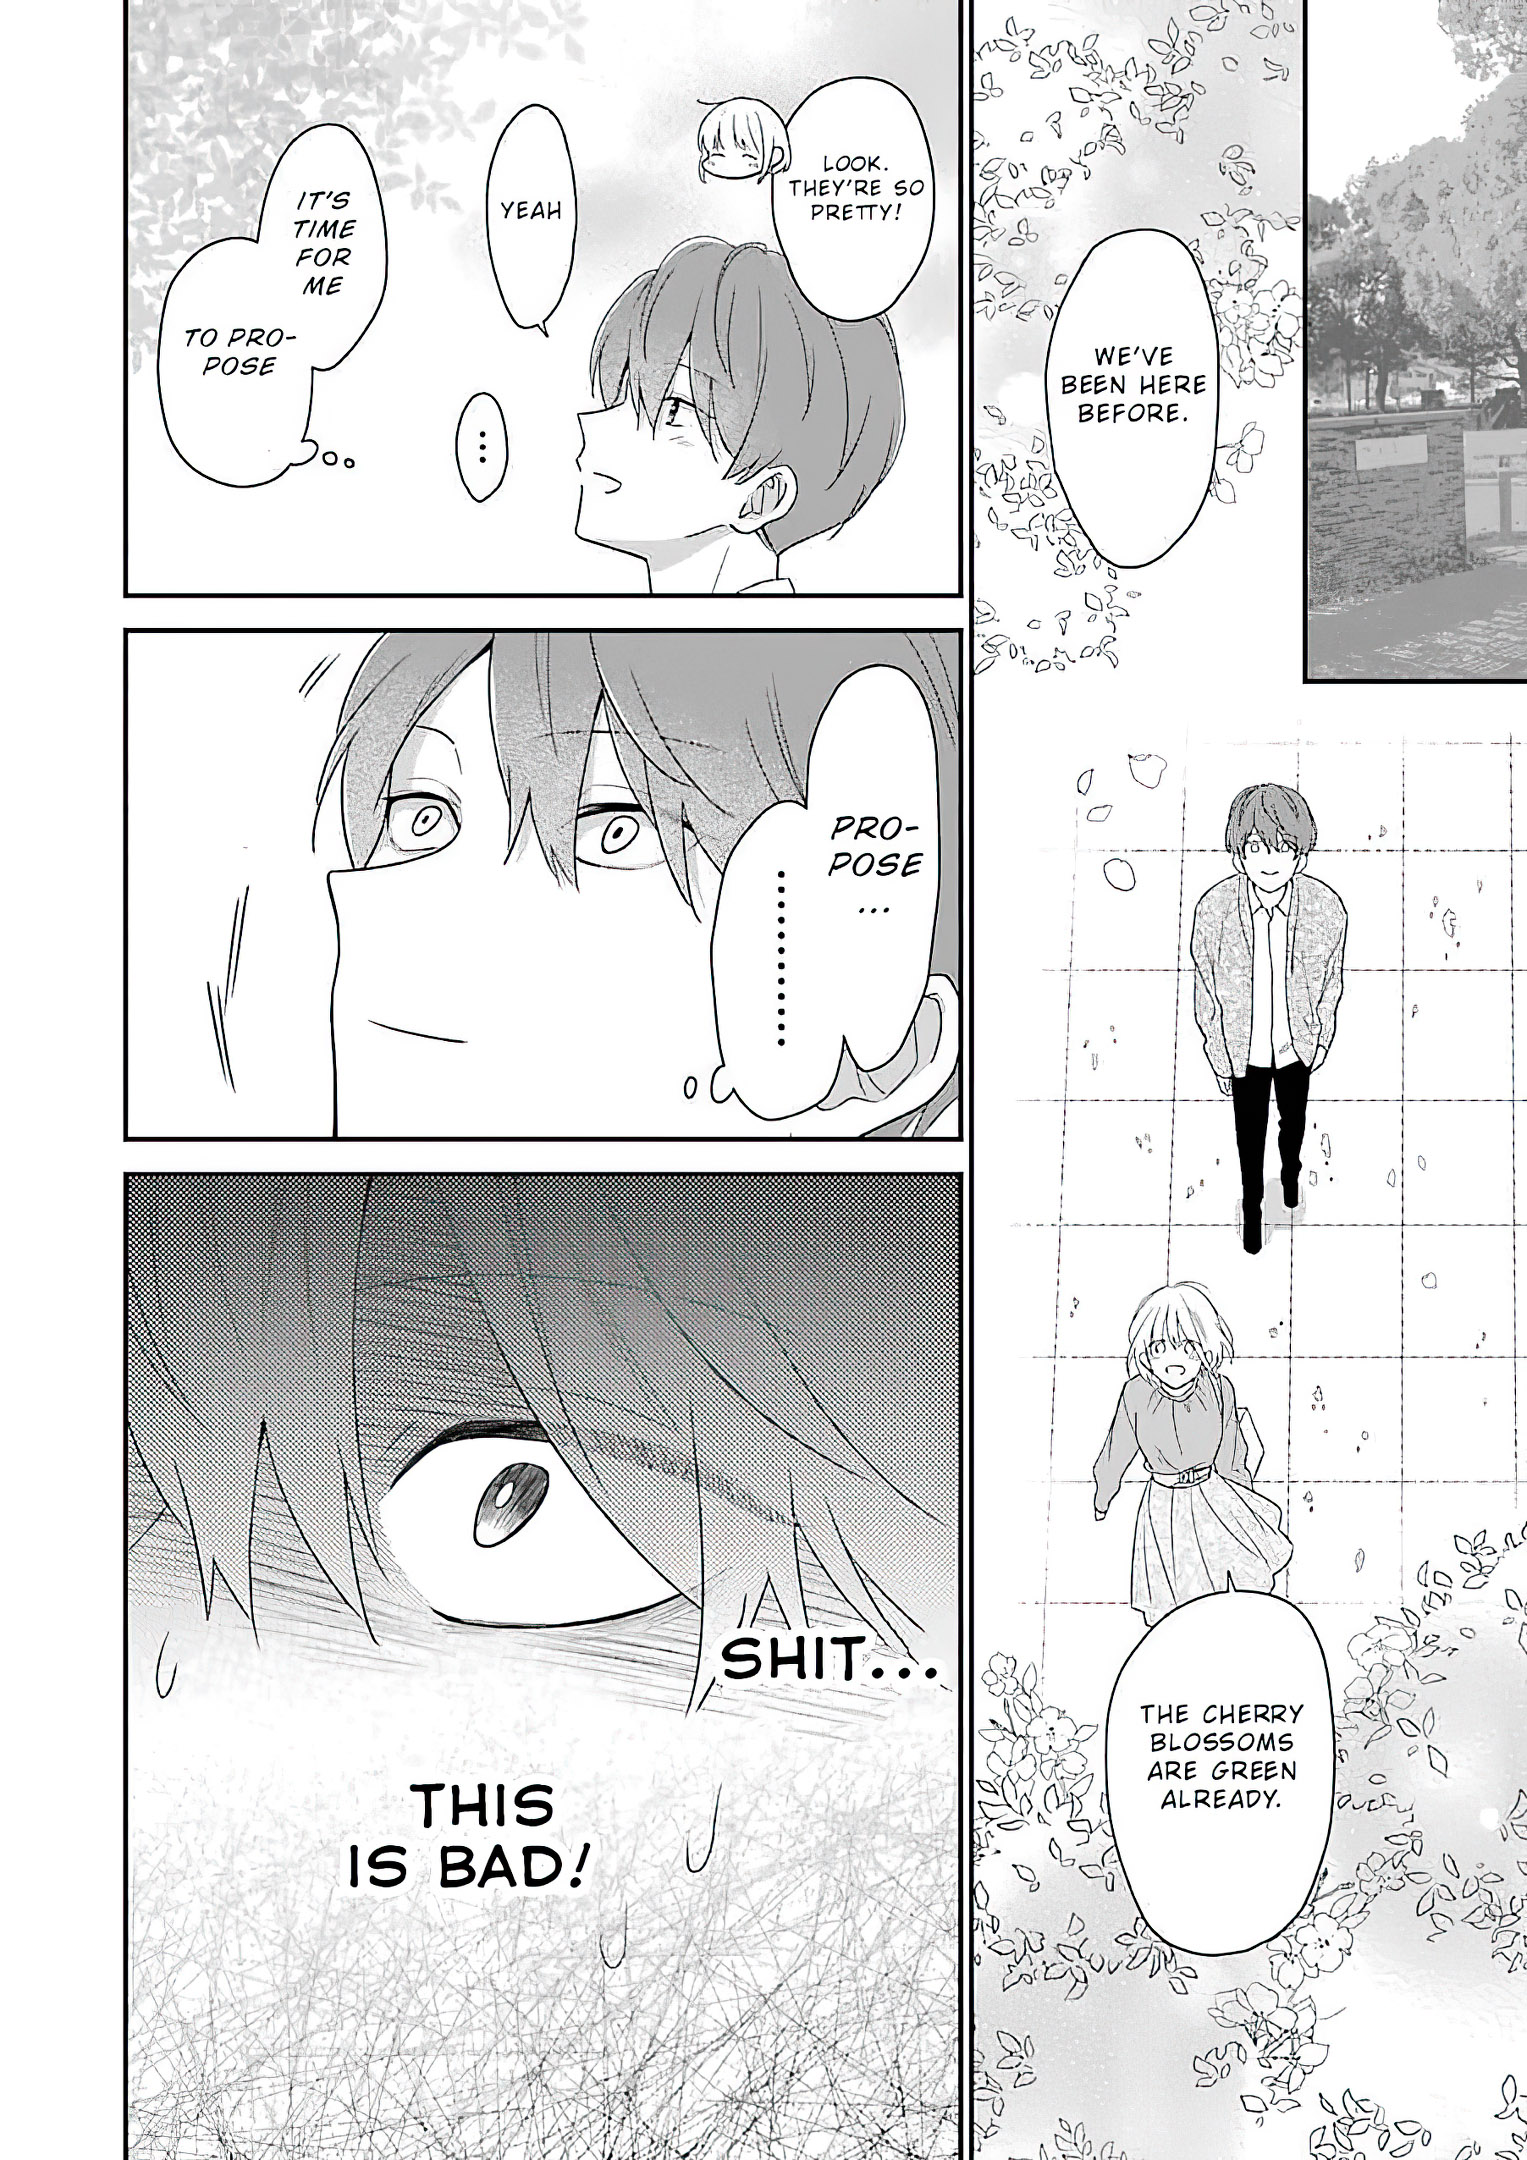 WE'VE
BEEN HERE
BEFORE.
THE CHERRY
BLOSSOMS
ARE GREEN
ALREADY.
LOOK.
THEY'RE SO
PRETTY!
YEAH
...
IT'S
TIME
FOR
ME
TO PRO-
POSE
PRO-
POSE
...
..........
SHIT...
THIS
IS BAD!